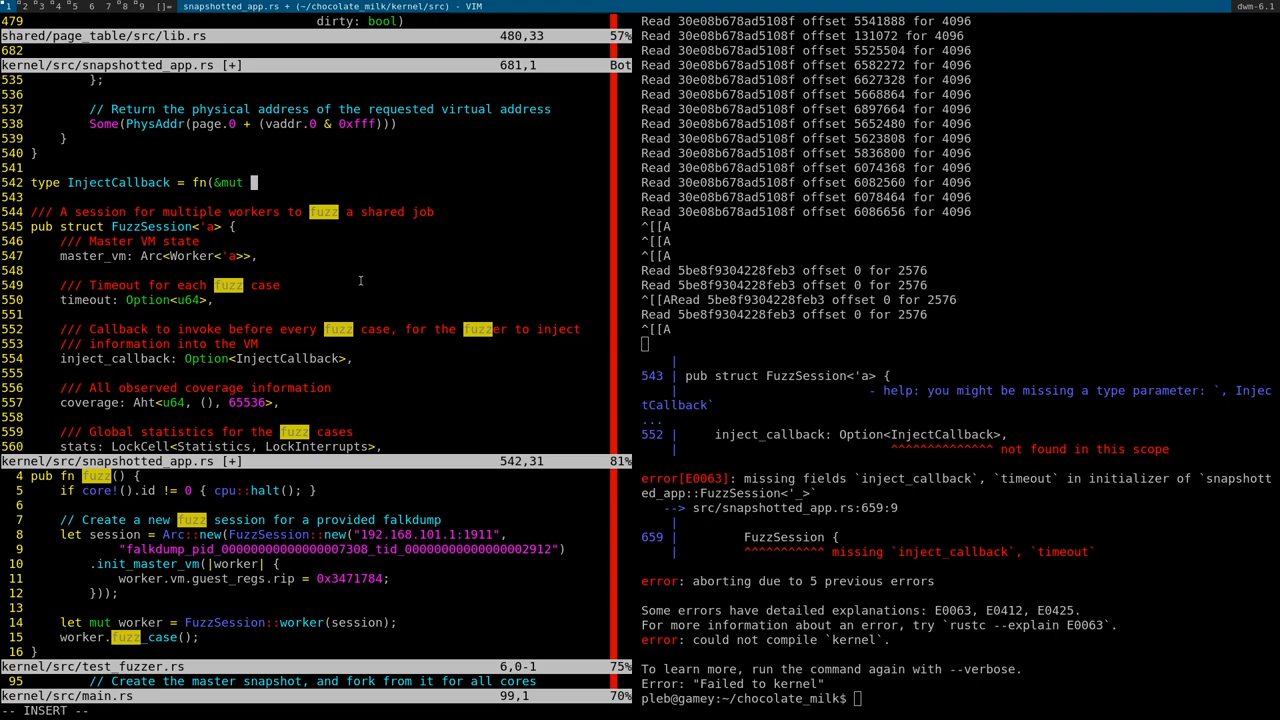 1 2 3 4 5 6 7 8 9 []= snapshotted_app.rs + (~/chocolate_milk/kernel/src) - VIM dwm-6.1
479 dirty: bool)
shared/page_table/src/lib.rs 480,33 57%
682
kernel/src/snapshotted_app.rs [+] 681,1 Bot
535 };
536
537 // Return the physical address of the requested virtual address
538 Some(PhysAddr(page.0 + (vaddr.0 & 0xfff)))
539 }
540 }
541
542 type InjectCallback = fn(&mut
543
544 /// A session for multiple workers to fuzz a shared job
545 pub struct FuzzSession<'a> {
546 /// Master VM state
547 master_vm: Arc<Worker<'a>>,
548
549 /// Timeout for each fuzz case
550 timeout: Option<u64>,
551
552 /// Callback to invoke before every fuzz case, for the fuzzer to inject
553 /// information into the VM
554 inject_callback: Option<InjectCallback>,
555
556 /// All observed coverage information
557 coverage: Aht<u64, (), 65536>,
558
559 /// Global statistics for the fuzz cases
560 stats: LockCell<Statistics, LockInterrupts>,
kernel/src/snapshotted_app.rs [+] 542,31 81%
4 pub fn fuzz() {
5 if core!().id != 0 { cpu::halt(); }
6
7 // Create a new fuzz session for a provided falkdump
8 let session = Arc::new(FuzzSession::new("192.168.101.1:1911",
9 "falkdump_pid_00000000000000007308_tid_00000000000000002912")
10 .init_master_vm(|worker| {
11 worker.vm.guest_regs.rip = 0x3471784;
12 }));
13
14 let mut worker = FuzzSession::worker(session);
15 worker.fuzz_case();
16 }
kernel/src/test_fuzzer.rs 6,0-1 75%
95 // Create the master snapshot, and fork from it for all cores
kernel/src/main.rs 99,1 70%
-- INSERT --
Read 30e08b678ad5108f offset 5541888 for 4096
Read 30e08b678ad5108f offset 131072 for 4096
Read 30e08b678ad5108f offset 5525504 for 4096
Read 30e08b678ad5108f offset 6582272 for 4096
Read 30e08b678ad5108f offset 6627328 for 4096
Read 30e08b678ad5108f offset 5668864 for 4096
Read 30e08b678ad5108f offset 6897664 for 4096
Read 30e08b678ad5108f offset 5652480 for 4096
Read 30e08b678ad5108f offset 5623808 for 4096
Read 30e08b678ad5108f offset 5836800 for 4096
Read 30e08b678ad5108f offset 6074368 for 4096
Read 30e08b678ad5108f offset 6082560 for 4096
Read 30e08b678ad5108f offset 6078464 for 4096
Read 30e08b678ad5108f offset 6086656 for 4096
^[[A
^[[A
^[[A
Read 5be8f9304228feb3 offset 0 for 2576
Read 5be8f9304228feb3 offset 0 for 2576
^[[ARead 5be8f9304228feb3 offset 0 for 2576
Read 5be8f9304228feb3 offset 0 for 2576
^[[A
|
543 | pub struct FuzzSession<'a> {
| - help: you might be missing a type parameter: `, Injec
tCallback`
...
552 | inject_callback: Option<InjectCallback>,
| ^^^^^^^^^^^^^^ not found in this scope
error[E0063]: missing fields `inject_callback`, `timeout` in initializer of `snapshott
ed_app::FuzzSession<'_>`
--> src/snapshotted_app.rs:659:9
|
659 | FuzzSession {
| ^^^^^^^^^^^ missing `inject_callback`, `timeout`
error: aborting due to 5 previous errors
Some errors have detailed explanations: E0063, E0412, E0425.
For more information about an error, try `rustc --explain E0063`.
error: could not compile `kernel`.
To learn more, run the command again with --verbose.
Error: "Failed to kernel"
pleb@gamey:~/chocolate_milk$